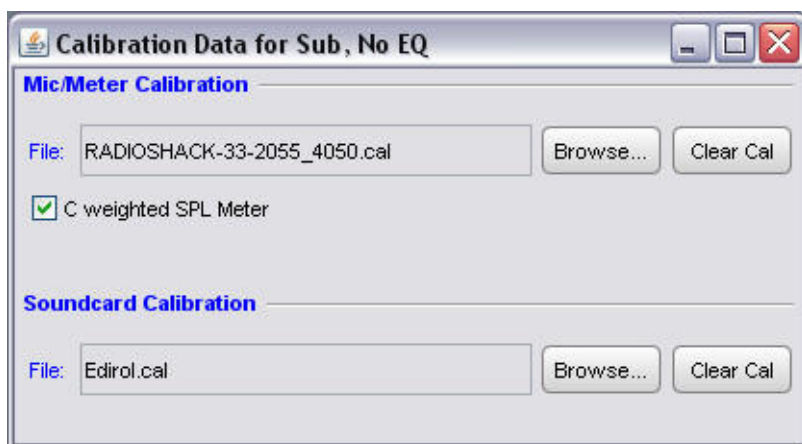 Calibration Data for Sub, No EQ
Mic/Meter Calibration
File: RADIOSHACK-33-2055_4050.cal Browse... Clear Cal
C weighted SPL Meter
Soundcard Calibration
File: Edirol.cal Browse... Clear Cal